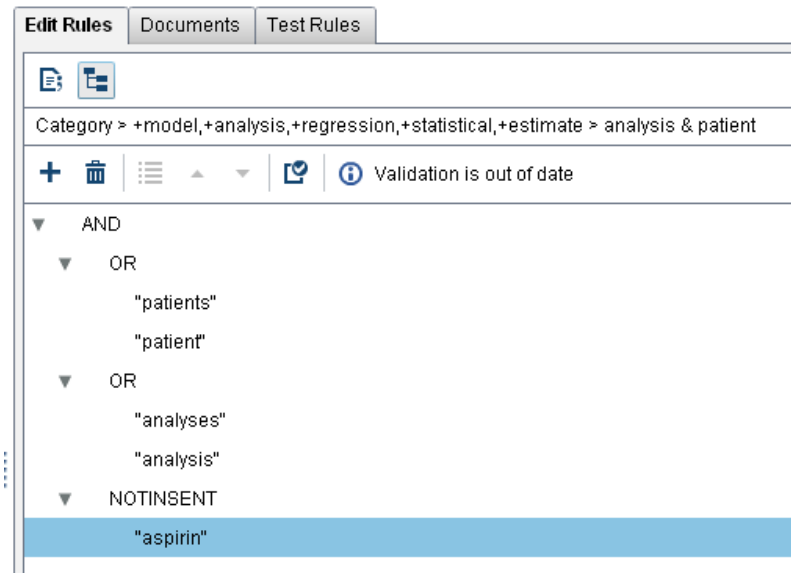 Edit Rules Documents Test Rules
Category > +model,+analysis,+regression,+statistical,+estimate > analysis & patient
Validation is out of date
AND
OR
"patients"
"patient"
OR
"analyses"
"analysis"
NOTINSENT
"aspirin"